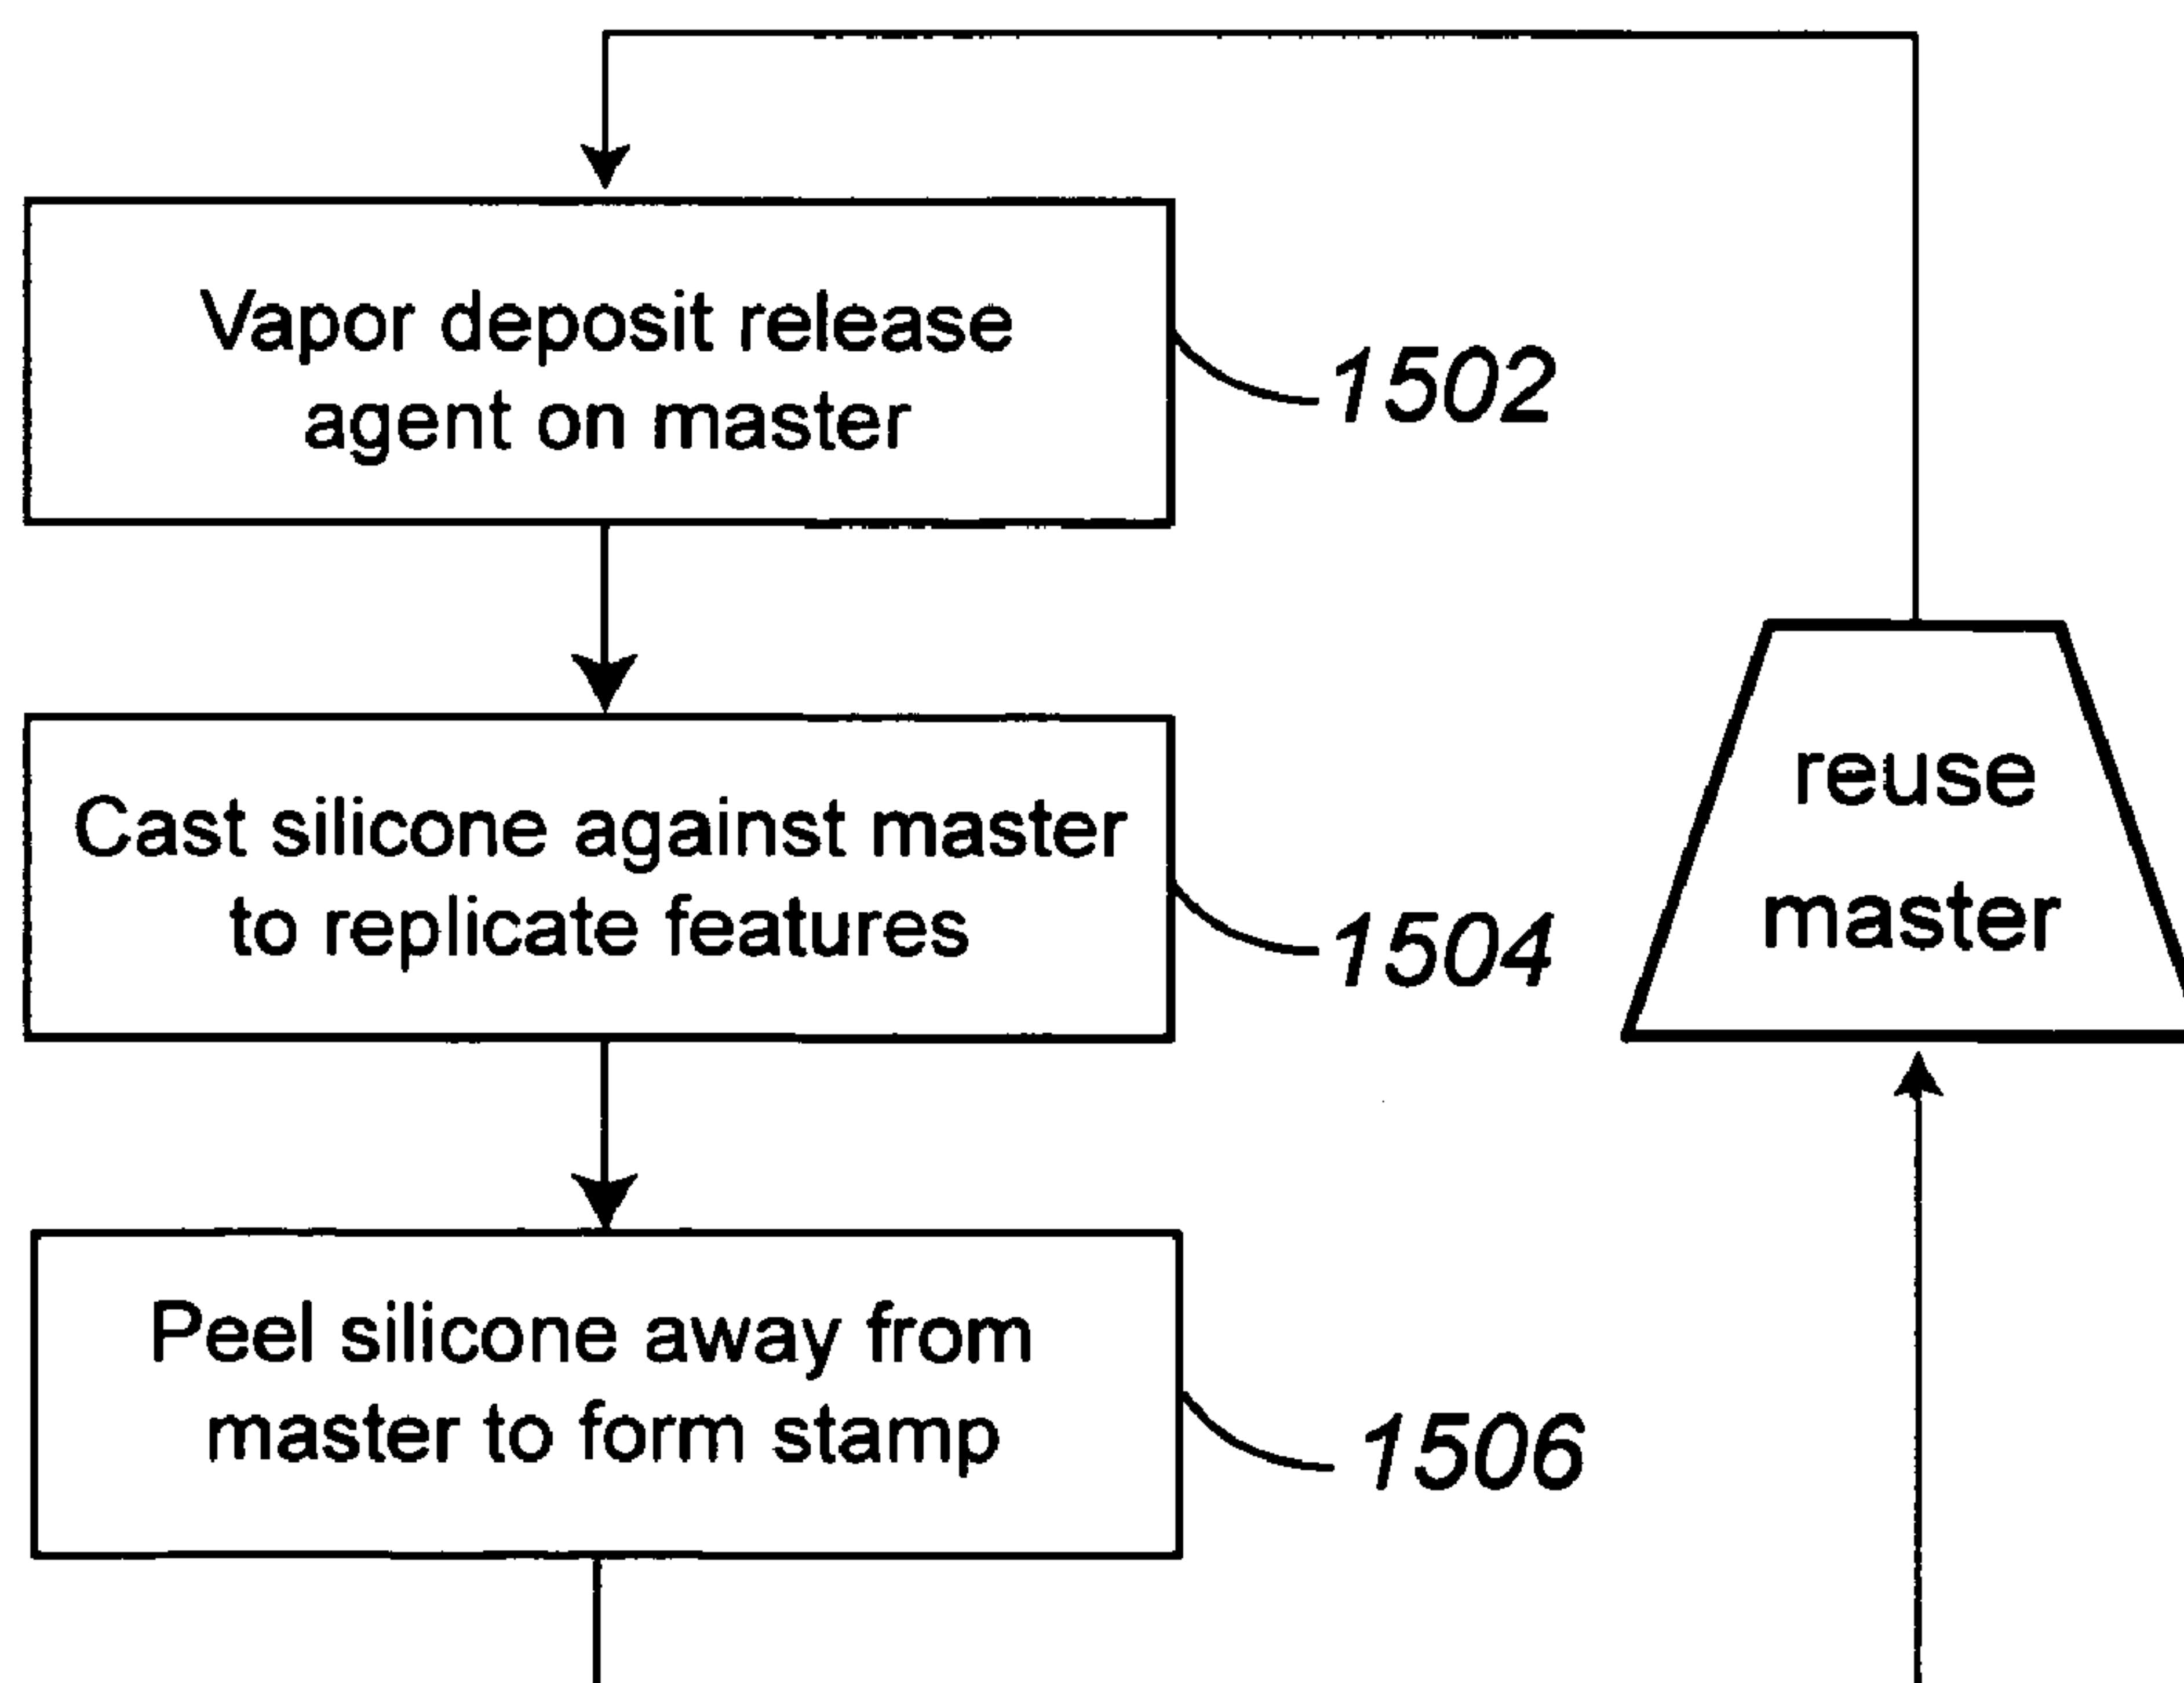 Vapor deposit release
agent on master
1502
Cast silicone against master
to replicate features
1504
reuse
master
Peel silicone away from
master to form stamp
1506